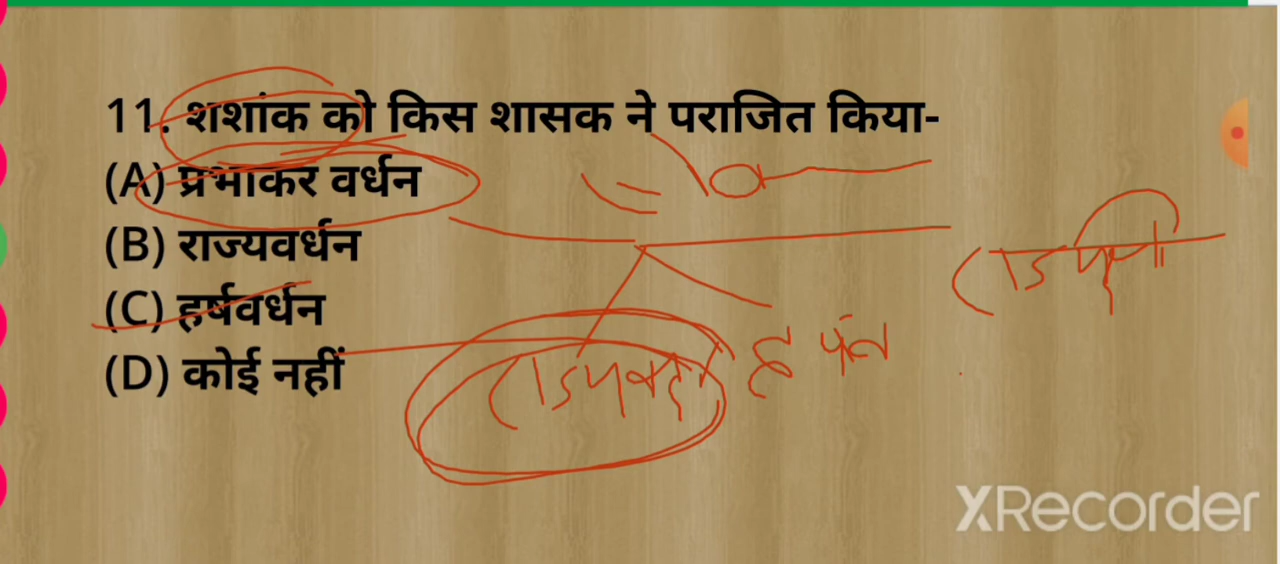 11. शशांक को किस शासक ने पराजित किया-
(A) प्रभाकर वर्धन
(B) राज्यवर्धन
(C) हर्षवर्धन
(D) कोई नहीं
XRecorder